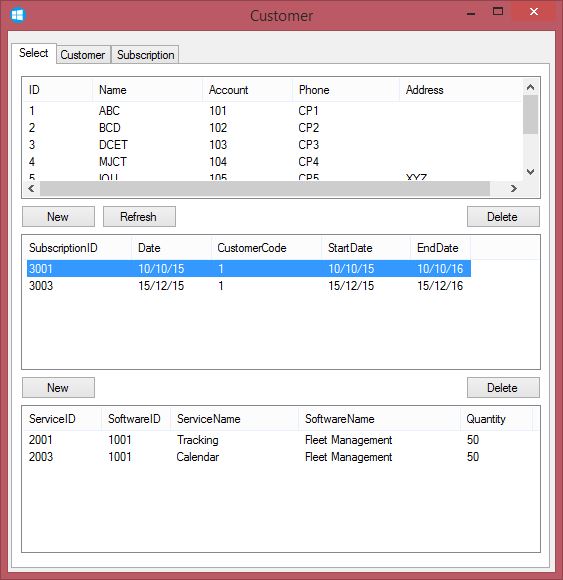 Customer
Select Customer Subscription
ID Name Account Phone Address
1 ABC 101 CP1
2 BCD 102 CP2
3 DCET 103 CP3
4 MJCT 104 CP4
5 IOU 105 CP5 XYZ
New Refresh Delete
SubscriptionID Date CustomerCode StartDate EndDate
3001 10/10/15 1 10/10/15 10/10/16
3003 15/12/15 1 15/12/15 15/12/16
New Delete
ServiceID SoftwareID ServiceName SoftwareName Quantity
2001 1001 Tracking Fleet Management 50
2003 1001 Calendar Fleet Management 50